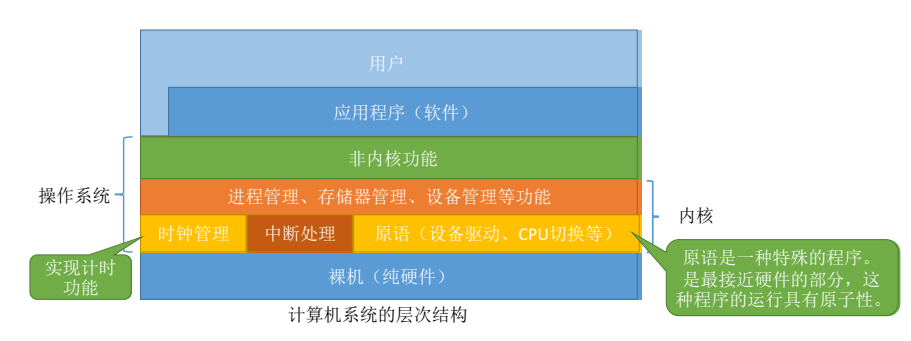 用户
应用程序（软件）
非内核功能
操作系统
进程管理、存储器管理、设备管理等功能
内核
时钟管理
中断处理
原语（设备驱动、CPU切换等）
实现计时
功能
裸机（纯硬件）
原语是一种特殊的程序。
是最接近硬件的部分，这
种程序的运行具有原子性。
计算机系统的层次结构